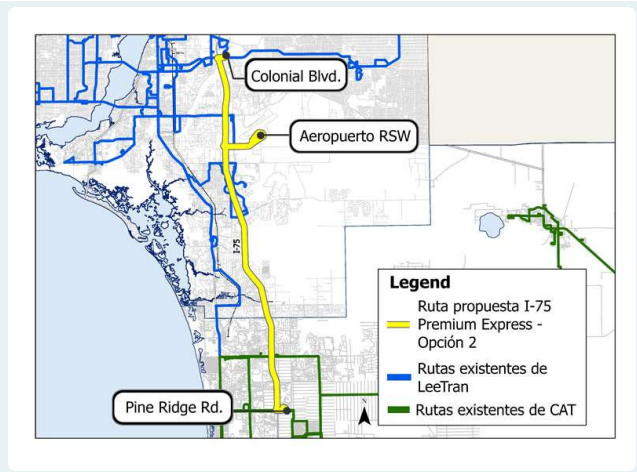 Colonial Blvd.
Aeropuerto RSW
I-75
Legend
Ruta propuesta I-75
Premium Express -
Opción 2
Rutas existentes de
LeeTran
Rutas existentes de CAT
Pine Ridge Rd.
N